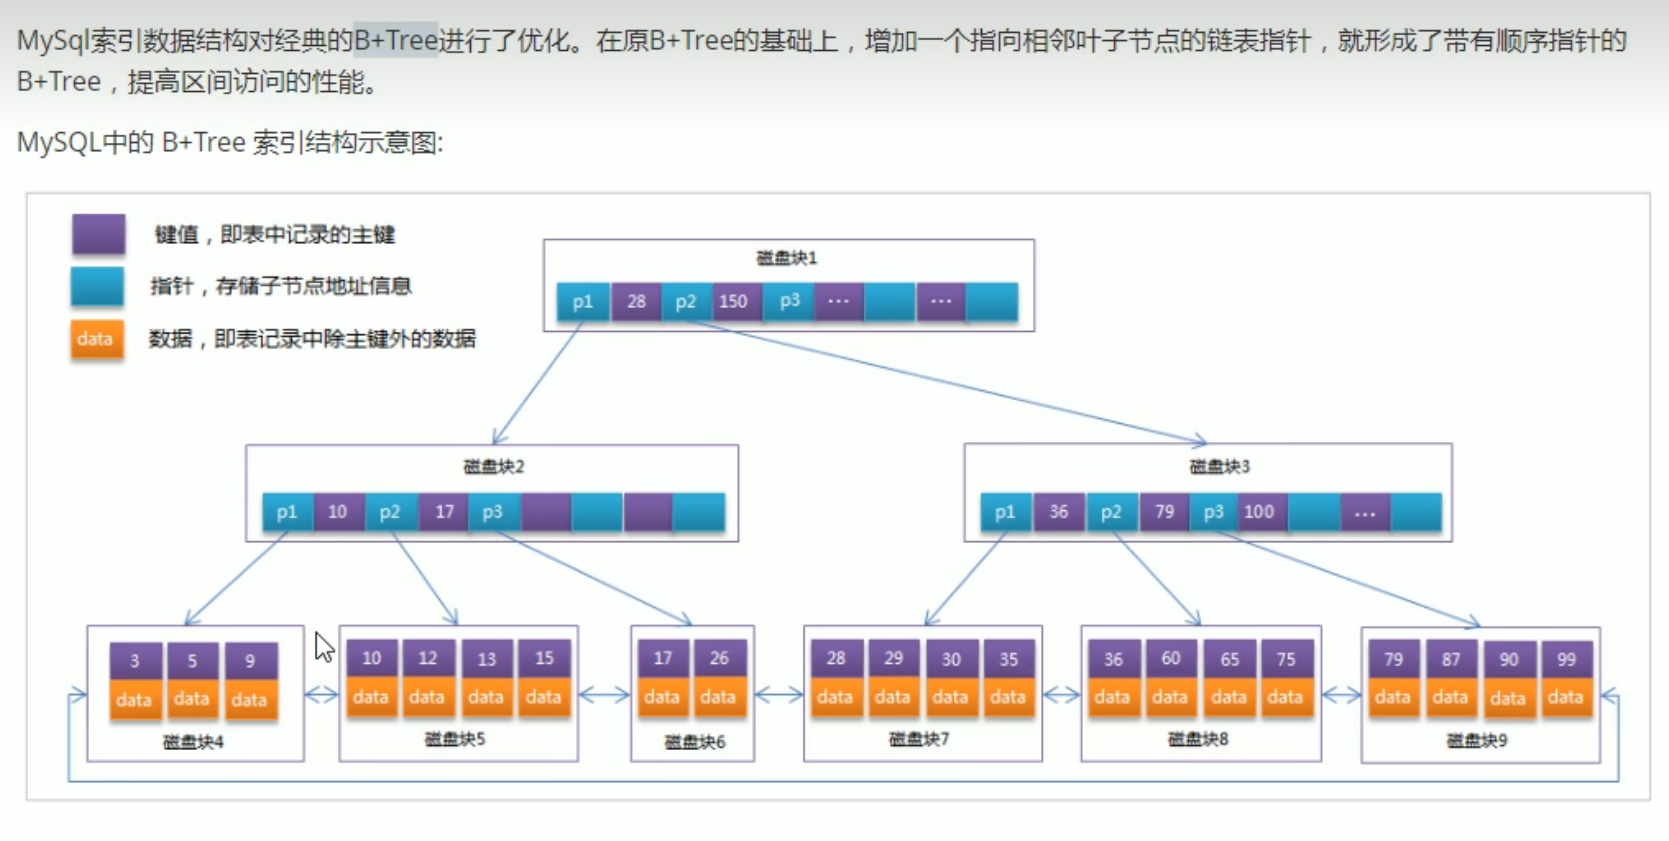 MySql索引数据结构对经典的B+Tree进行了优化。在原B+Tree的基础上，增加一个指向相邻叶子节点的链表指针，就形成了带有顺序指针的
B+Tree，提高区间访问的性能。
MySQL中的 B+Tree 索引结构示意图:
键值，即表中记录的主键
指针，存储子节点地址信息
data 数据，即表记录中除主键外的数据
磁盘块1
p1 28 p2 150 p3 ... ...
磁盘块2
p1 10 p2 17 p3
磁盘块3
p1 36 p2 79 p3 100 ...
3 5 9
data data data
磁盘块4
10 12 13 15
data data data data
磁盘块5
17 26
data data
磁盘块6
28 29 30 35
data data data data
磁盘块7
36 60 65 75
data data data data
磁盘块8
79 87 90 99
data data data data
磁盘块9